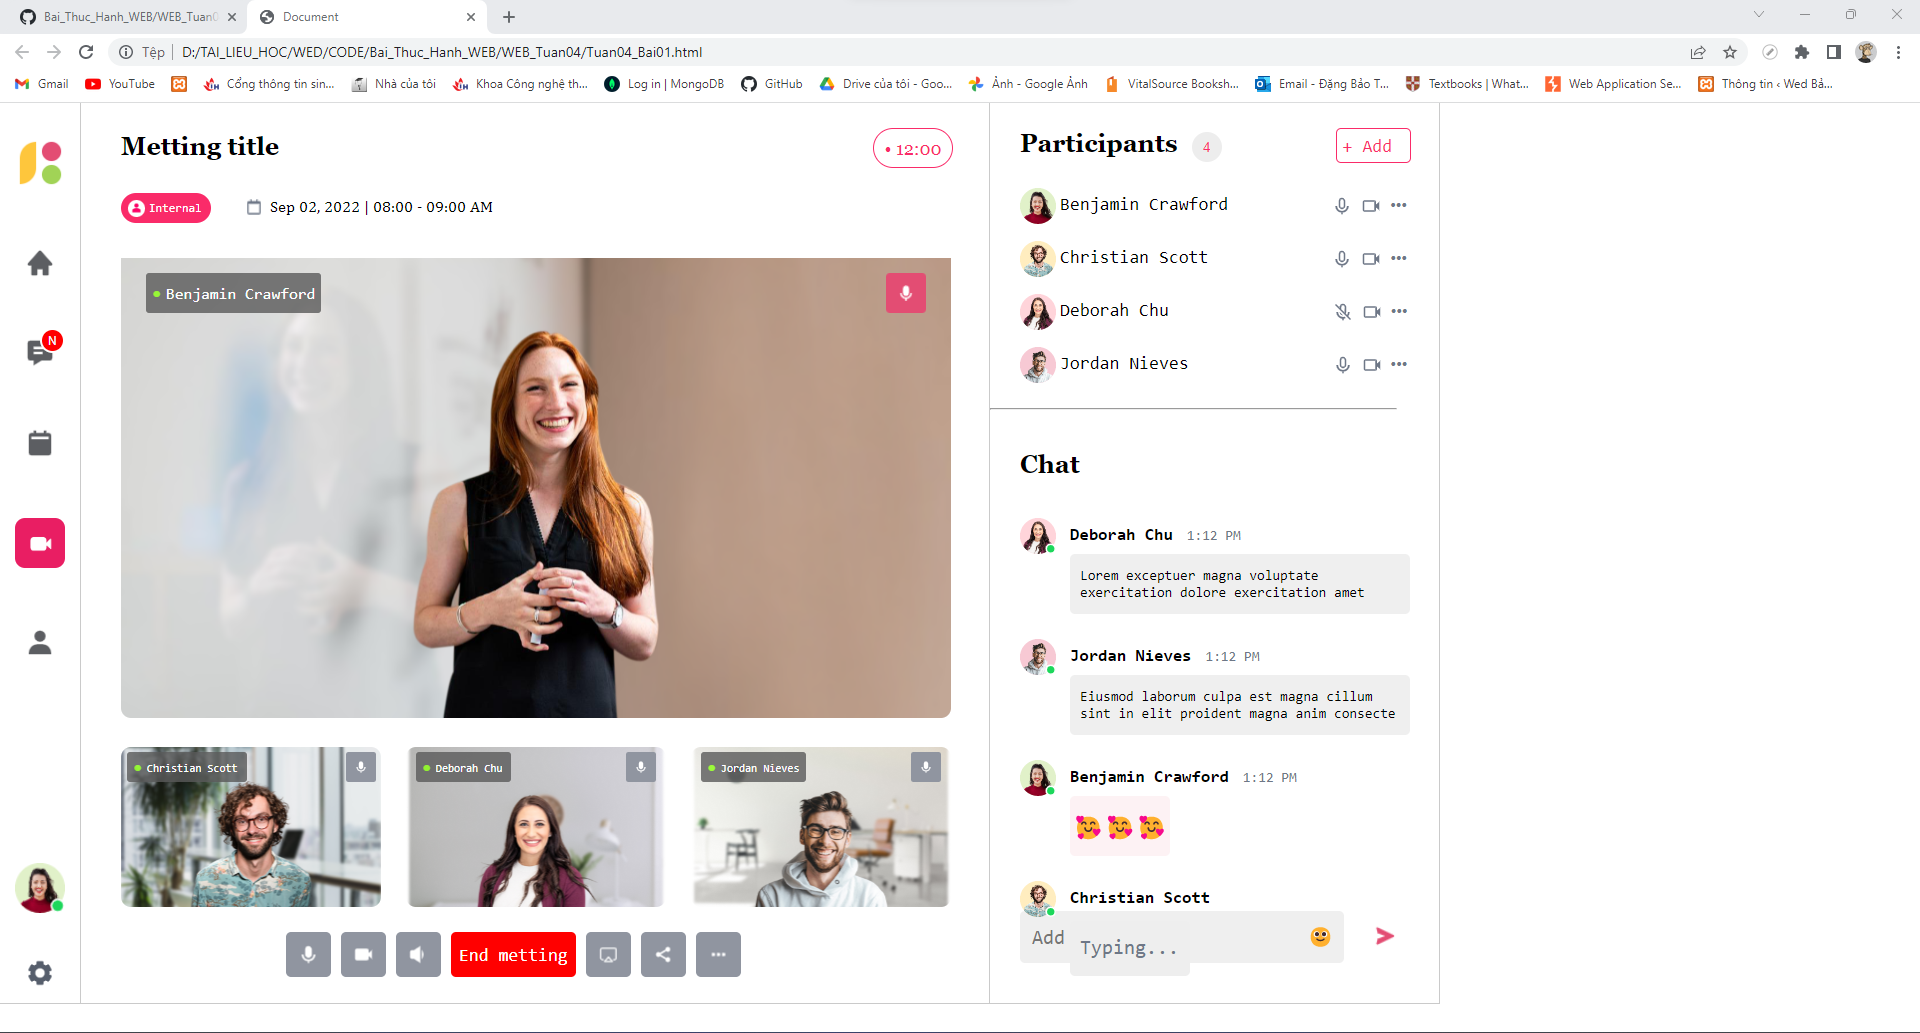 Bai_Thuc_Hanh_WEB/WEB_Tuan0
Document
Tệp
D:/TAI_LIEU_HOC/WED/CODE/Bai_Thuc_Hanh_WEB/WEB_Tuan04/Tuan04_Bai01.html
Gmail
YouTube
Cổng thông tin sin...
Nhà của tôi
Khoa Công nghệ th...
Log in | MongoDB
GitHub
Drive của tôi - Goo...
Ảnh - Google Ảnh
VitalSource Booksh...
Email - Đặng Bảo T...
Textbooks | What...
Web Application Se...
Thông tin ‹ Wed Bả...
Metting title
• 12:00
Internal
Sep 02, 2022 | 08:00 - 09:00 AM
N
Benjamin Crawford
Christian Scott
Deborah Chu
Jordan Nieves
End metting
Participants
4
+ Add
Benjamin Crawford
Christian Scott
Deborah Chu
Jordan Nieves
Chat
Deborah Chu 1:12 PM
Lorem exceptuer magna voluptate
exercitation dolore exercitation amet
Jordan Nieves 1:12 PM
Eiusmod laborum culpa est magna cillum
sint in elit proident magna anim consecte
Benjamin Crawford 1:12 PM
🥰🥰🥰
Christian Scott
Add
Typing...